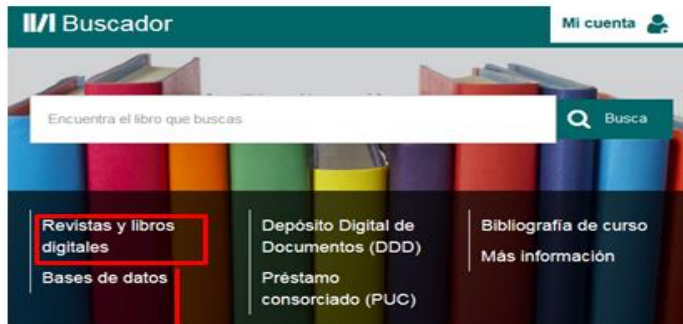 Buscador
Mi cuenta
Encuentra el libro que buscas
Busca
Revistas y libros
digitales
Bases de datos
Depósito Digital de
Documentos (DDD)
Préstamo
consorciado (PUC)
Bibliografía de curso
Más información